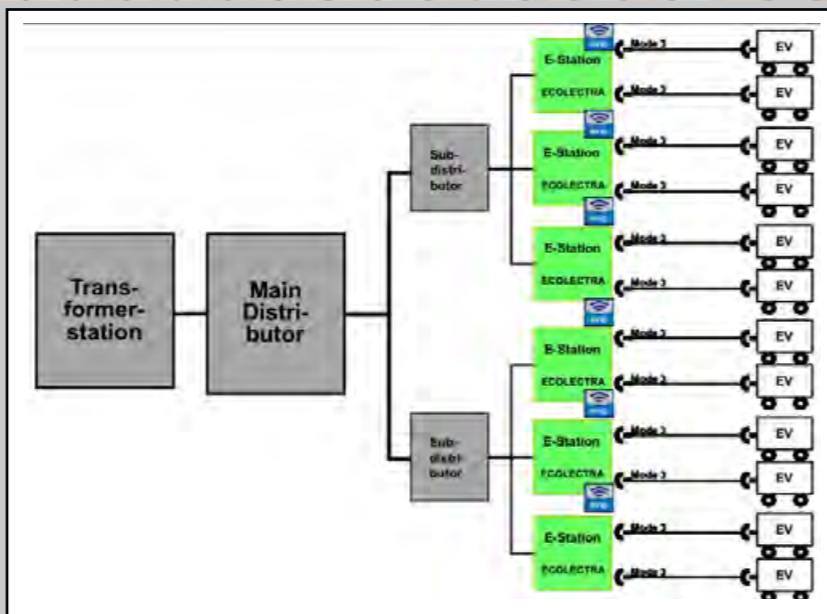 Mode 3
EV
E-Station
ECOLECTRA
Mode 3
EV
Mode 3
EV
E-Station
Sub-
distri-
butor
ECOLECTRA
Mode 3
EV
Mode 3
EV
E-Station
Trans-
former-
station
Main
Distri-
butor
ECOLECTRA
Mode 3
EV
Mode 3
EV
E-Station
ECOLECTRA
Mode 3
EV
Mode 3
EV
E-Station
Sub-
distri-
butor
ECOLECTRA
Mode 3
EV
Mode 3
EV
E-Station
ECOLECTRA
Mode 3
EV